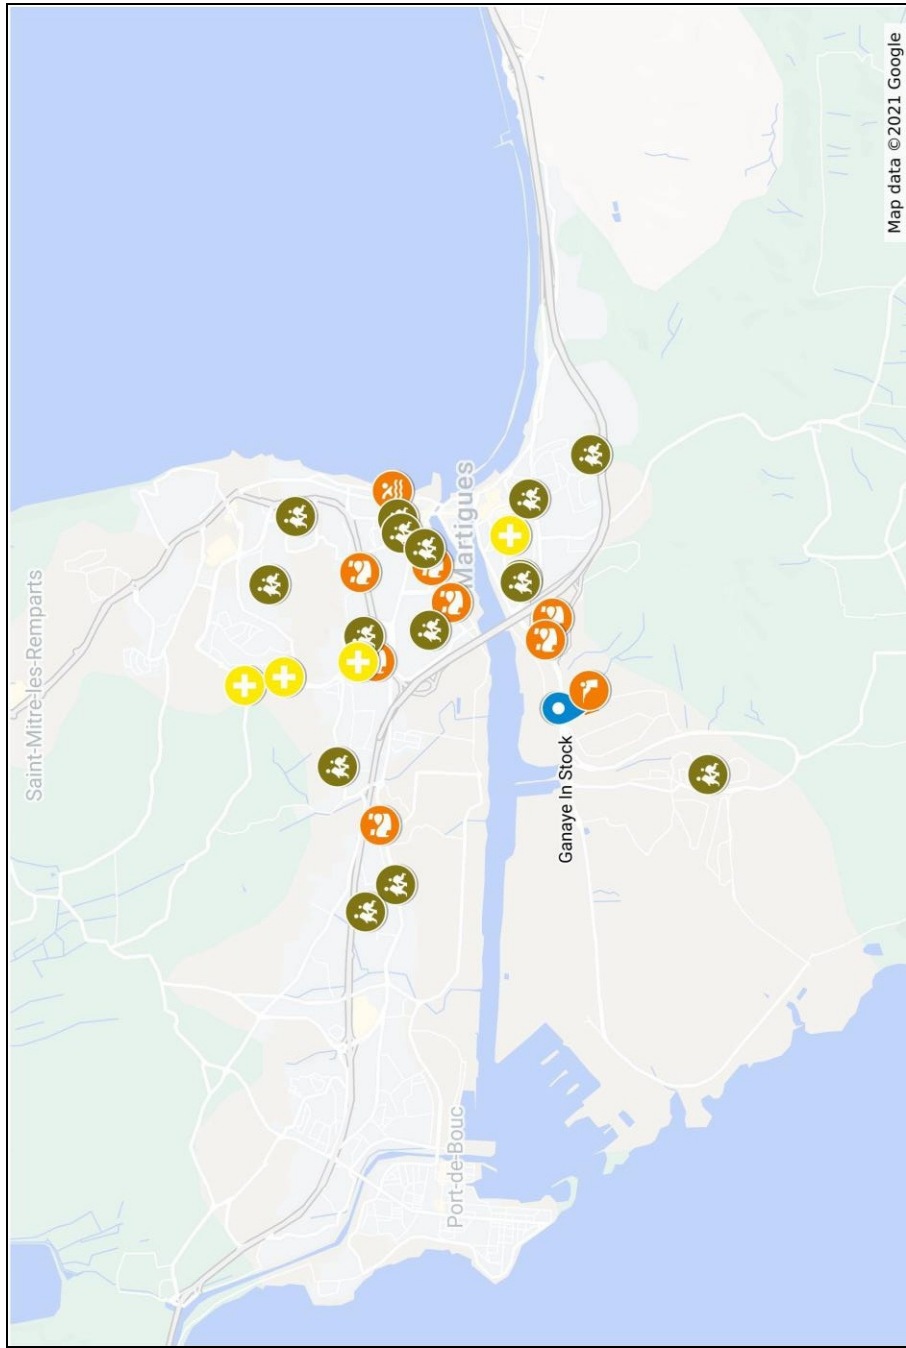 Saint-Mitre-les-Remparts
Martigues
Ganaye In Stock
Port-de-Bouc
Map data ©2021 Google